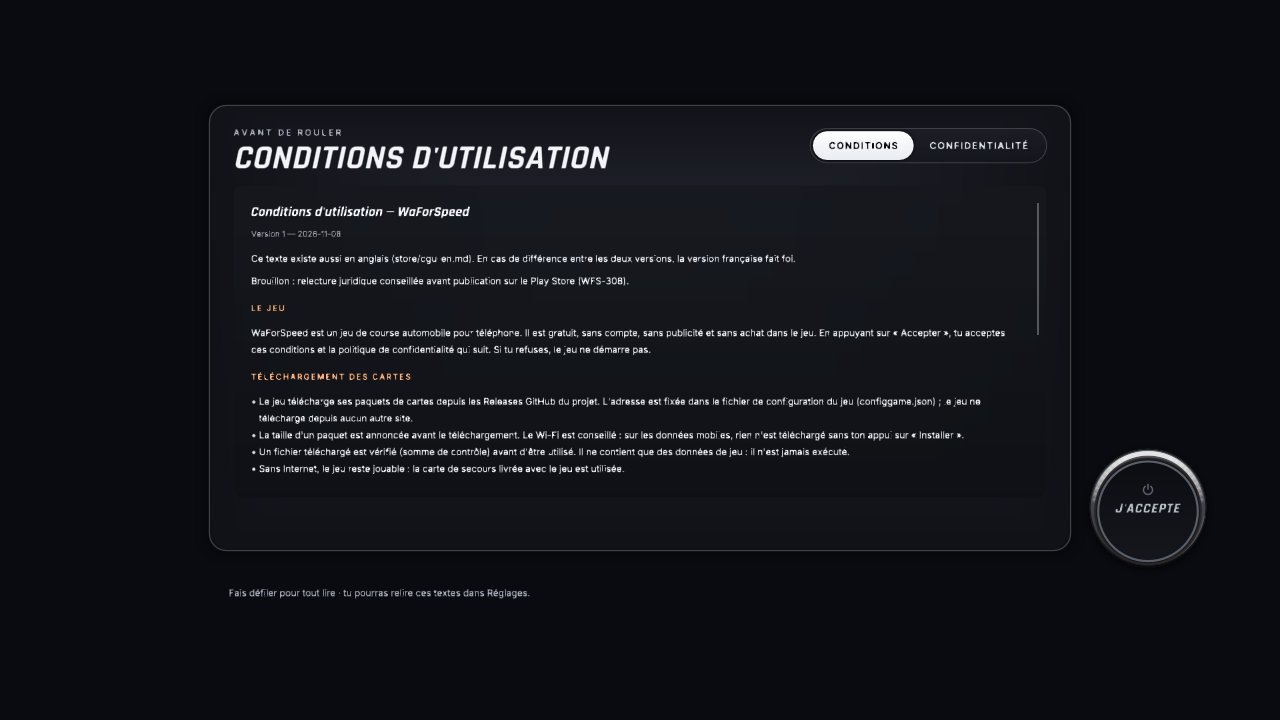 AVANT DE ROULER
CONDITIONS D'UTILISATION
CONDITIONS
CONFIDENTIALITÉ
Conditions d'utilisation — WaForSpeed
Version 1 — 2026-11-08
Ce texte existe aussi en anglais (store/cgu-en.md). En cas de différence entre les deux versions, la version française fait foi.
Brouillon : relecture juridique conseillée avant publication sur le Play Store (WFS-308).
LE JEU
WaForSpeed est un jeu de course automobile pour téléphone. Il est gratuit, sans compte, sans publicité et sans achat dans le jeu. En appuyant sur « Accepter », tu acceptes
ces conditions et la politique de confidentialité qui suit. Si tu refuses, le jeu ne démarre pas.
TÉLÉCHARGEMENT DES CARTES
• Le jeu télécharge ses paquets de cartes depuis les Releases GitHub du projet. L'adresse est fixée dans le fichier de configuration du jeu (configgame.json) ; le jeu ne
télécharge depuis aucun autre site.
• La taille d'un paquet est annoncée avant le téléchargement. Le Wi-Fi est conseillé : sur les données mobiles, rien n'est téléchargé sans ton appui sur « Installer ».
• Un fichier téléchargé est vérifié (somme de contrôle) avant d'être utilisé. Il ne contient que des données de jeu : il n'est jamais exécuté.
• Sans Internet, le jeu reste jouable : la carte de secours livrée avec le jeu est utilisée.
J'ACCEPTE
Fais défiler pour tout lire · tu pourras relire ces textes dans Réglages.